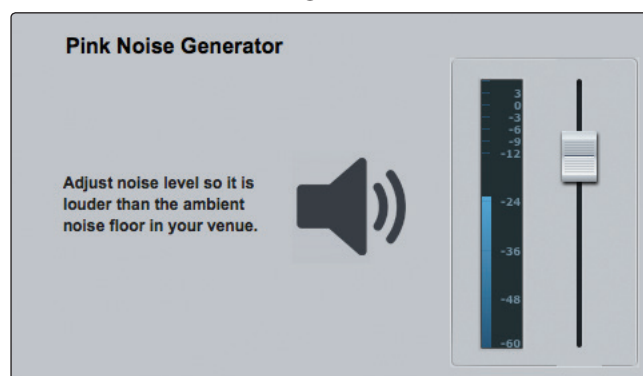 Pink Noise Generator
Adjust noise level so it is
louder than the ambient
noise floor in your venue.
3
0
-3
-6
-9
-12
-24
-36
-48
-60